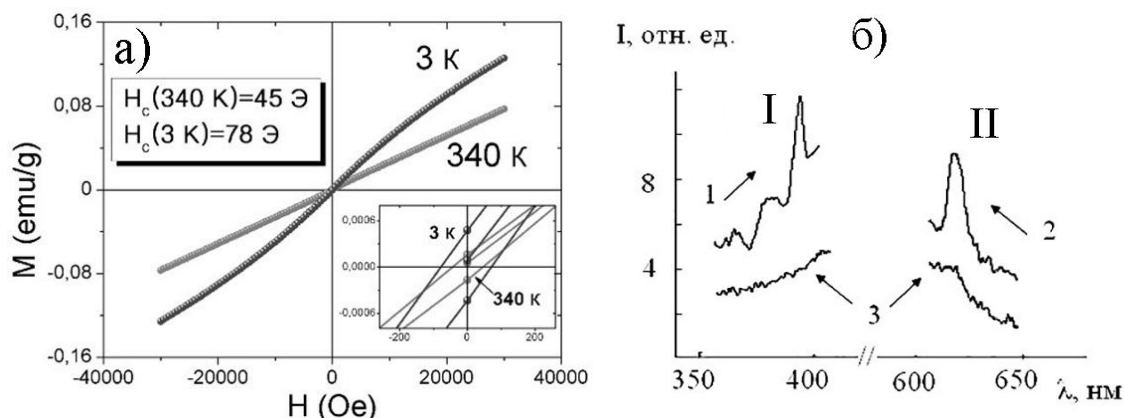 а)
0,16
0,08
0
-0,08
-0,16
M (emu/g)
3 К
340 К
H_c(340 K)=45 Э
H_c(3 K)=78 Э
0,0006
0,0000
-0,0006
3 К
340 К
-200
0
200
-40000
-20000
0
20000
40000
H (Oe)
I, отн. ед.
б)
I
II
8
4
1
2
3
350
400
600
650
λ, нм